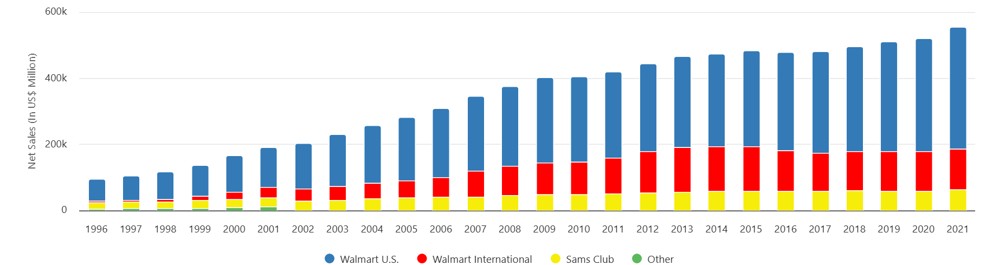 600k
400k
200k
0
Net Sales (In US$ Million)
1996 1997 1998 1999 2000 2001 2002 2003 2004 2005 2006 2007 2008 2009 2010 2011 2012 2013 2014 2015 2016 2017 2018 2019 2020 2021
Walmart U.S. Walmart International Sams Club Other